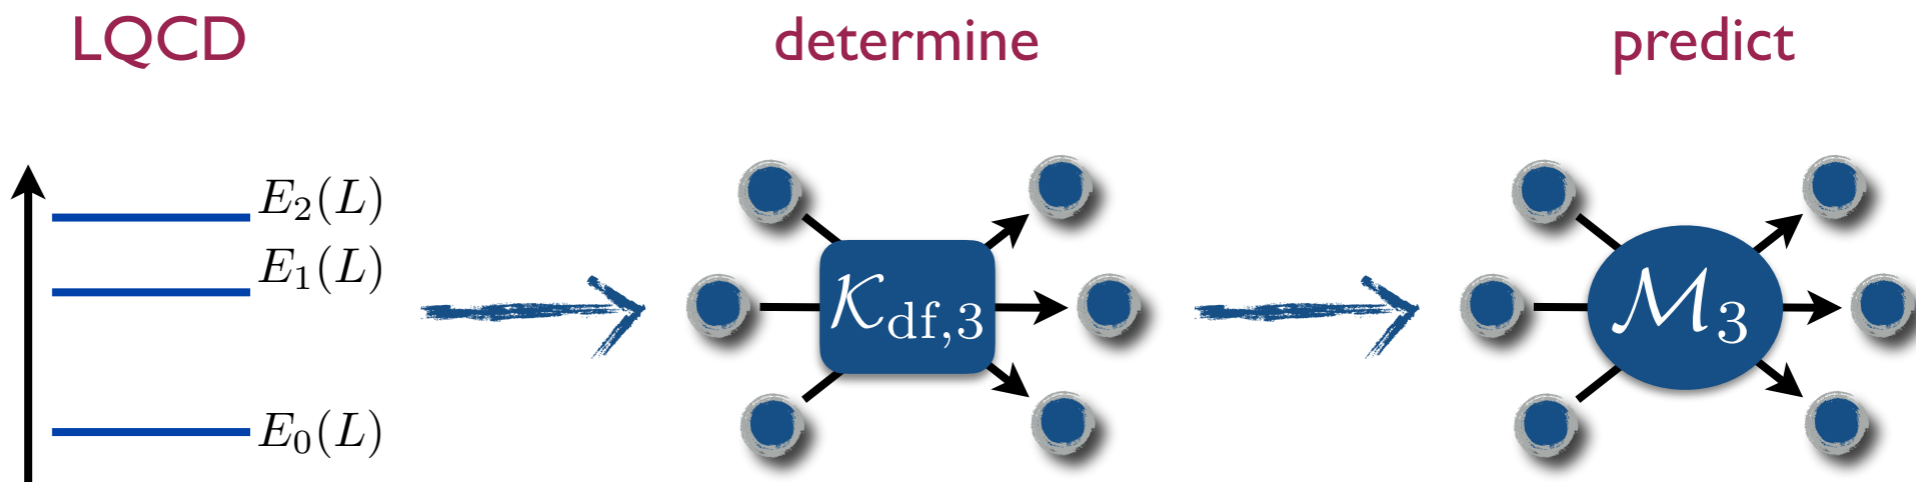 LQCD determine predict
E₂(L)
E₁(L)
𝒦df,3 ℳ₃
E₀(L)